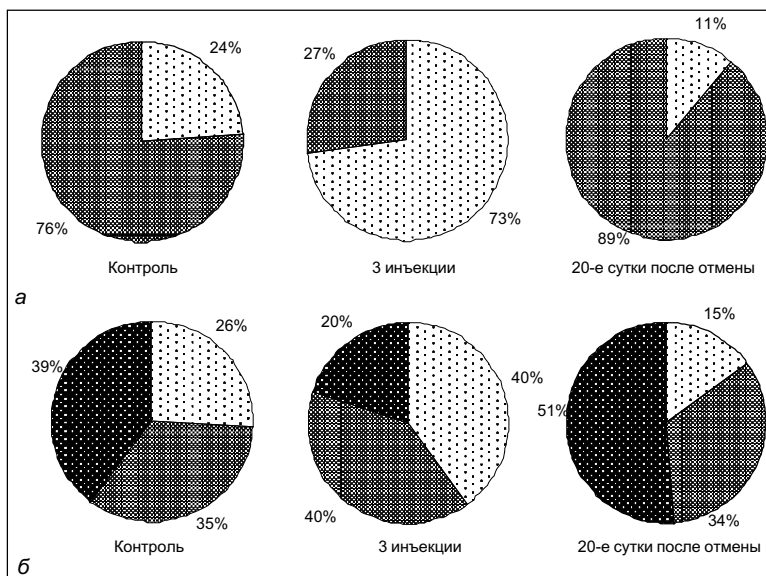 24%
27%
11%
76%
73%
89%
Контроль
3 инъекции
20-е сутки после отмены
а
26%
20%
15%
39%
40%
51%
35%
40%
34%
Контроль
3 инъекции
20-е сутки после отмены
б